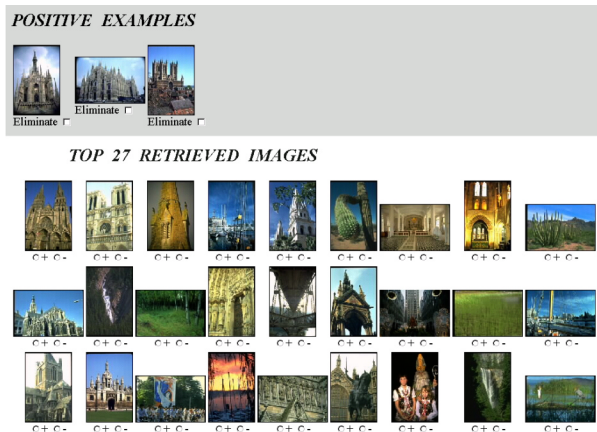 POSITIVE EXAMPLES
Eliminate
Eliminate
Eliminate
TOP 27 RETRIEVED IMAGES
+ -  + -  + -  + -  + -  + -  + -  + -  + -
+ -  + -  + -  + -  + -  + -  + -  + -  + -
+ -  + -  + -  + -  + -  + -  + -  + -  + -